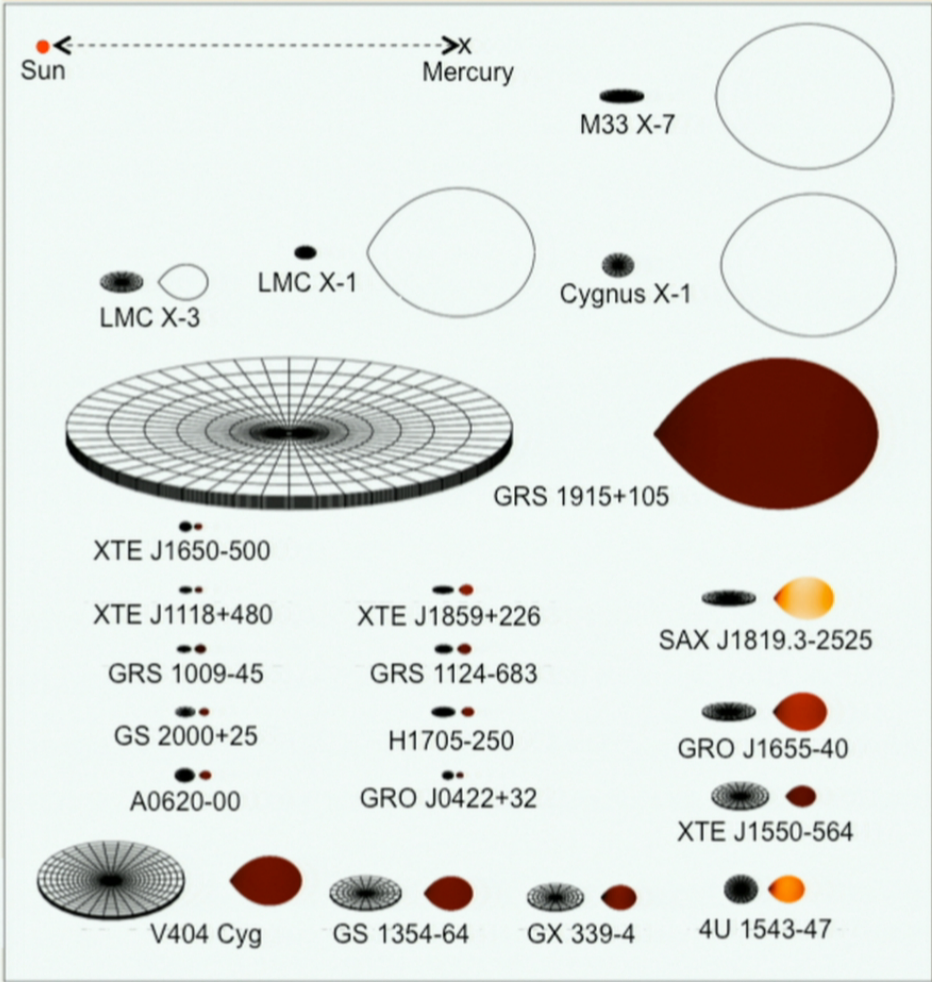 Sun
X
Mercury
M33 X-7
LMC X-3
LMC X-1
Cygnus X-1
GRS 1915+105
XTE J1650-500
XTE J1118+480
XTE J1859+226
SAX J1819.3-2525
GRS 1009-45
GRS 1124-683
GS 2000+25
H1705-250
GRO J1655-40
A0620-00
GRO J0422+32
XTE J1550-564
V404 Cyg
GS 1354-64
GX 339-4
4U 1543-47